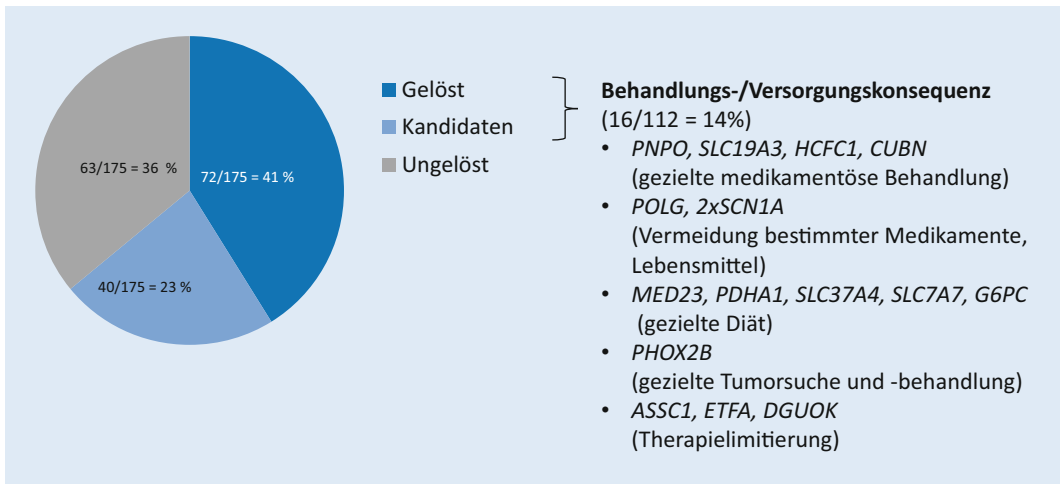 63/175 = 36 %
72/175 = 41 %
40/175 = 23 %
Gelöst
Kandidaten
Ungelöst
Behandlungs-/Versorgungskonsequenz
(16/112 = 14%)
• PNPO, SLC19A3, HCFC1, CUBN
(gezielte medikamentöse Behandlung)
• POLG, 2xSCN1A
(Vermeidung bestimmter Medikamente,
Lebensmittel)
• MED23, PDHA1, SLC37A4, SLC7A7, G6PC
(gezielte Diät)
• PHOX2B
(gezielte Tumorsuche und -behandlung)
• ASSC1, ETFA, DGUOK
(Therapielimitierung)